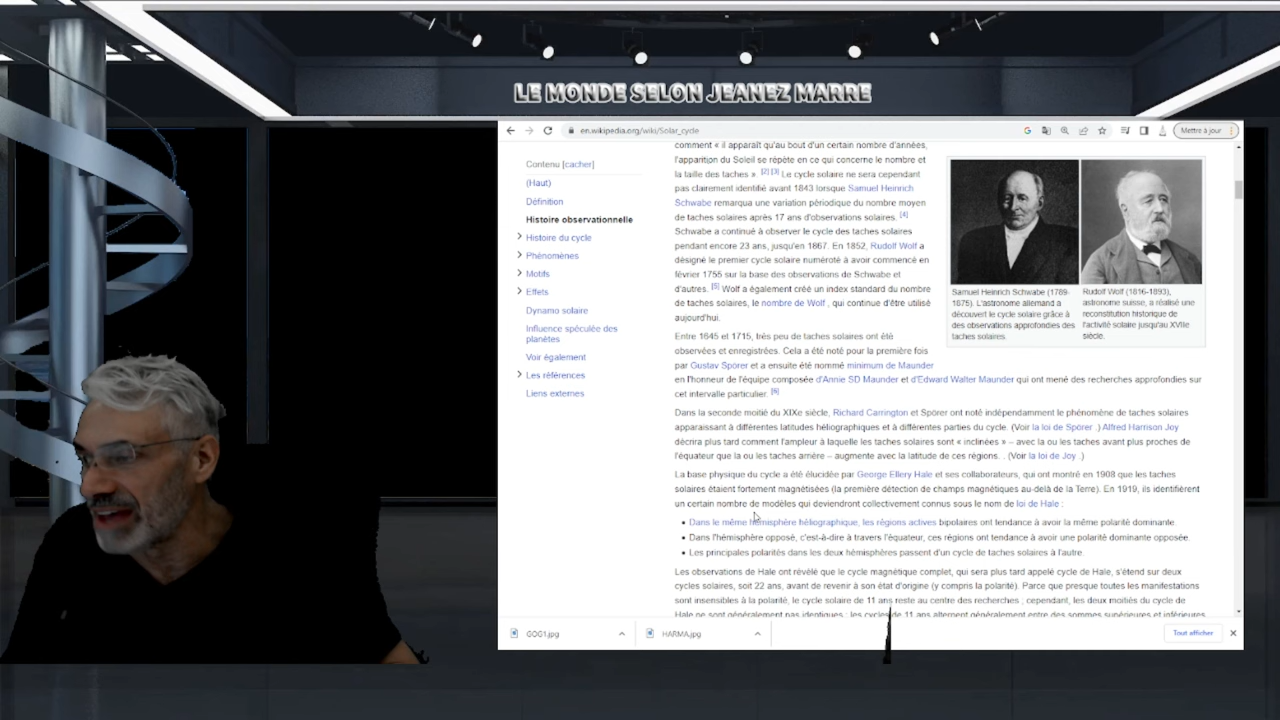 LE MONDE SELON JEANEZ MARRE
en.wikipedia.org/wiki/Solar_cycle
Mettre à jour
Contenu [cacher]
(Haut)
Définition
Histoire observationnelle
Histoire du cycle
Phénomènes
Motifs
Effets
Dynamo solaire
Influence spéculée des
planètes
Voir également
Les références
Liens externes
comment « il apparaît qu'au bout d'un certain nombre d'années,
l'apparition du Soleil se répète en ce qui concerne le nombre et
la taille des taches ». [2] [3] Le cycle solaire ne sera cependant
pas clairement identifié avant 1843 lorsque Samuel Heinrich
Schwabe remarqua une variation périodique du nombre moyen
de taches solaires après 17 ans d'observations solaires. [4]
Schwabe a continué à observer le cycle des taches solaires
pendant encore 23 ans, jusqu'en 1867. En 1852, Rudolf Wolf a
désigné le premier cycle solaire numéroté à avoir commencé en
février 1755 sur la base des observations de Schwabe et
d'autres. [5] Wolf a également créé un index standard du nombre
de taches solaires, le nombre de Wolf , qui continue d'être utilisé
aujourd'hui.
Samuel Heinrich Schwabe (1789-
1875). L'astronome allemand a
découvert le cycle solaire grâce à
des observations approfondies des
taches solaires.
Rudolf Wolf (1816-1893),
astronome suisse, a réalisé une
reconstitution historique de
l'activité solaire jusqu'au XVIIe
siècle.
Entre 1645 et 1715, très peu de taches solaires ont été
observées et enregistrées. Cela a été noté pour la première fois
par Gustav Spörer et a ensuite été nommé minimum de Maunder
en l'honneur de l'équipe composée d'Annie SD Maunder et d'Edward Walter Maunder qui ont mené des recherches approfondies sur
cet intervalle particulier. [6]
Dans la seconde moitié du XIXe siècle, Richard Carrington et Spörer ont noté indépendamment le phénomène de taches solaires
apparaissant à différentes latitudes héliographiques et à différentes parties du cycle. (Voir la loi de Spörer .) Alfred Harrison Joy
décrira plus tard comment l'ampleur à laquelle les taches solaires sont « inclinées » – avec la ou les taches avant plus proches de
l'équateur que la ou les taches arrière – augmente avec la latitude de ces régions. . (Voir la loi de Joy .)
La base physique du cycle a été élucidée par George Ellery Hale et ses collaborateurs, qui ont montré en 1908 que les taches
solaires étaient fortement magnétisées (la première détection de champs magnétiques au-delà de la Terre). En 1919, ils identifièrent
un certain nombre de modèles qui deviendront collectivement connus sous le nom de loi de Hale :
• Dans le même hémisphère héliographique, les régions actives bipolaires ont tendance à avoir la même polarité dominante.
• Dans l'hémisphère opposé, c'est-à-dire à travers l'équateur, ces régions ont tendance à avoir une polarité dominante opposée.
• Les principales polarités dans les deux hémisphères passent d'un cycle de taches solaires à l'autre.
Les observations de Hale ont révélé que le cycle magnétique complet, qui sera plus tard appelé cycle de Hale, s'étend sur deux
cycles solaires, soit 22 ans, avant de revenir à son état d'origine (y compris la polarité). Parce que presque toutes les manifestations
sont insensibles à la polarité, le cycle solaire de 11 ans reste au centre des recherches ; cependant, les deux moitiés du cycle de
Hale ne sont généralement pas identiques : les cycles de 11 ans alternent généralement entre des sommes supérieures et inférieures
GOG1.jpg
HARMA.jpg
Tout afficher